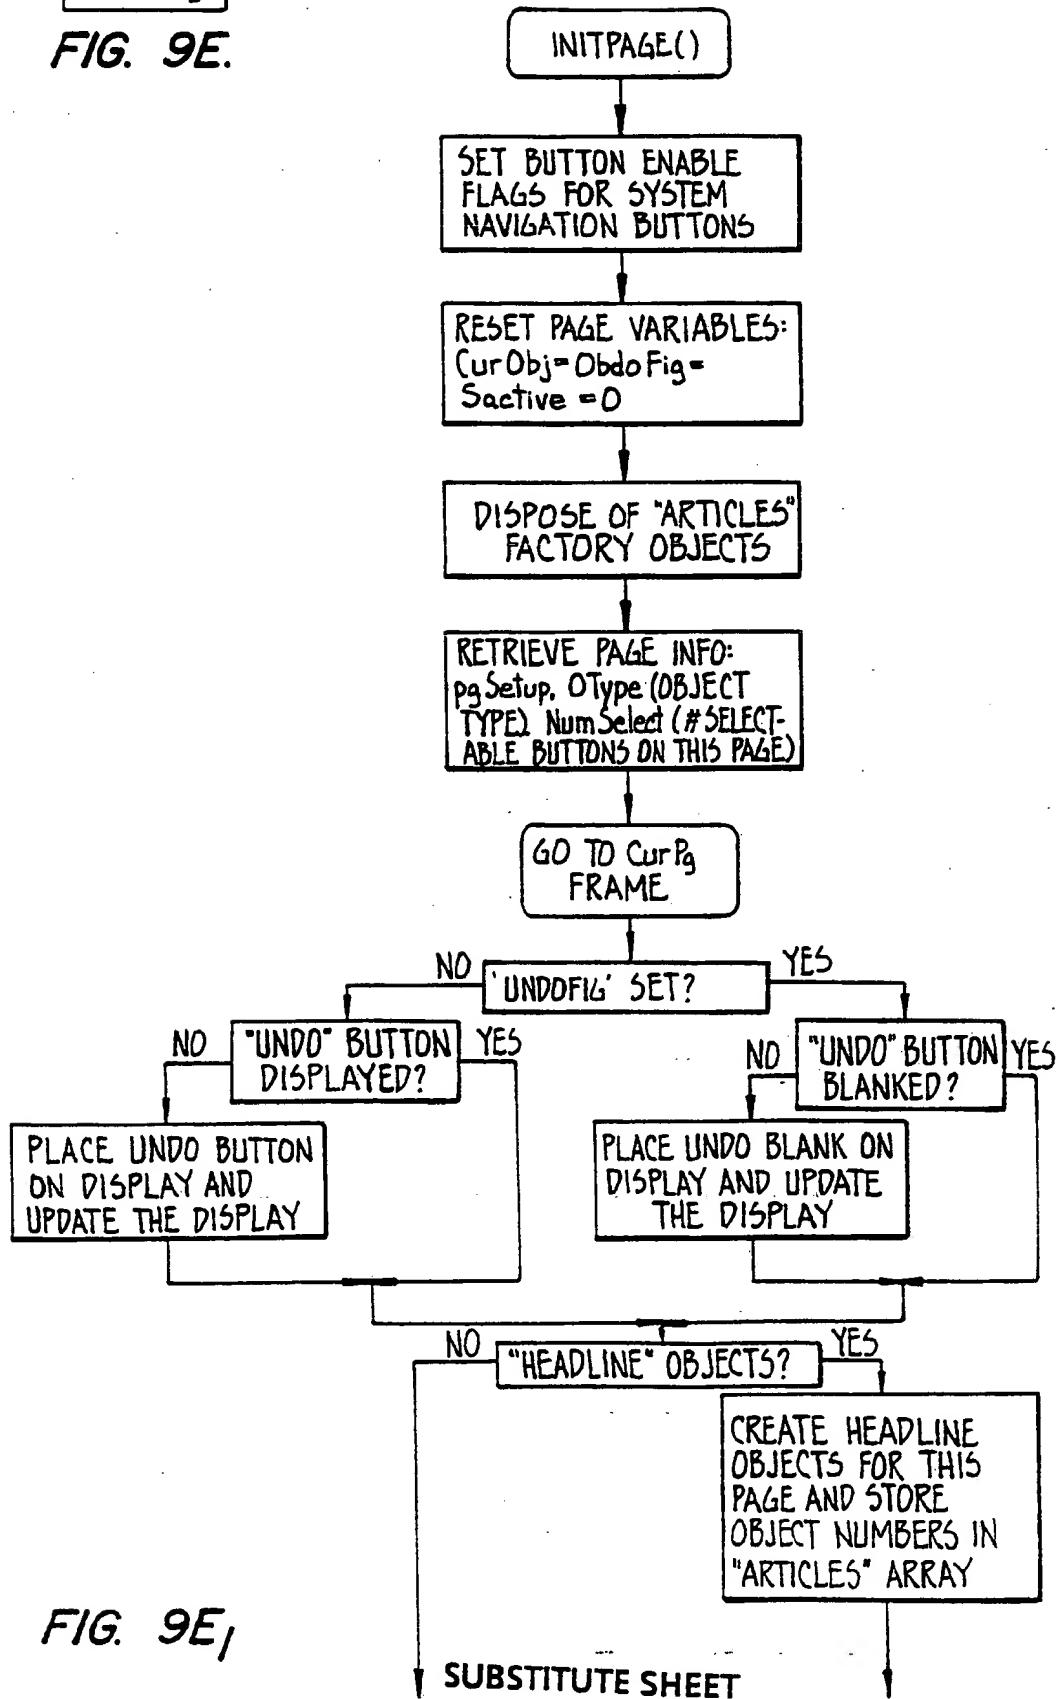 FIG. 9E.
INITPAGE()
SET BUTTON ENABLE
FLAGS FOR SYSTEM
NAVIGATION BUTTONS
RESET PAGE VARIABLES:
CurObj=ObdoFig=
Sactive=0
DISPOSE OF "ARTICLES"
FACTORY OBJECTS
RETRIEVE PAGE INFO:
pgSetup, OType (OBJECT
TYPE) NumSelect (#SELECT-
ABLE BUTTONS ON THIS PAGE)
GO TO CurPg
FRAME
NO
'UNDOFIG' SET?
YES
NO
"UNDO" BUTTON
DISPLAYED?
YES
NO
"UNDO" BUTTON
BLANKED?
YES
PLACE UNDO BUTTON
ON DISPLAY AND
UPDATE THE DISPLAY
PLACE UNDO BLANK ON
DISPLAY AND UPDATE
THE DISPLAY
NO
"HEADLINE" OBJECTS?
YES
CREATE HEADLINE
OBJECTS FOR THIS
PAGE AND STORE
OBJECT NUMBERS IN
"ARTICLES" ARRAY
FIG. 9E1
SUBSTITUTE SHEET